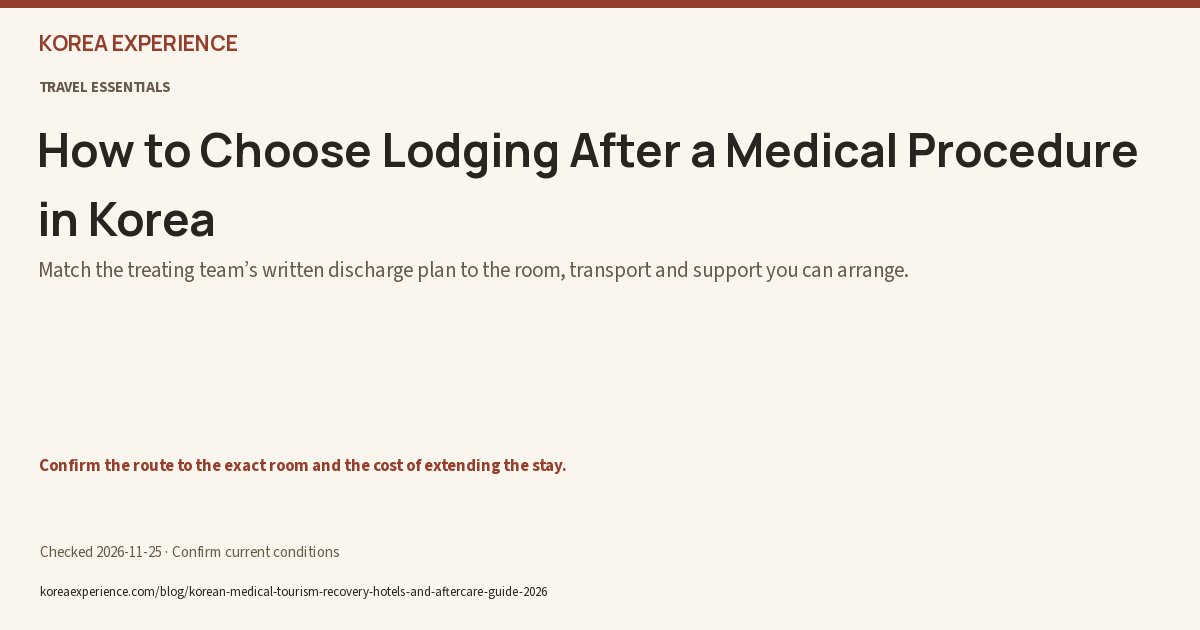 KOREA EXPERIENCE
TRAVEL ESSENTIALS
How to Choose Lodging After a Medical Procedure
in Korea
Match the treating team’s written discharge plan to the room, transport and support you can arrange.
Confirm the route to the exact room and the cost of extending the stay.
Checked 2026-11-25 · Confirm current conditions
koreaexperience.com/blog/korean-medical-tourism-recovery-hotels-and-aftercare-guide-2026